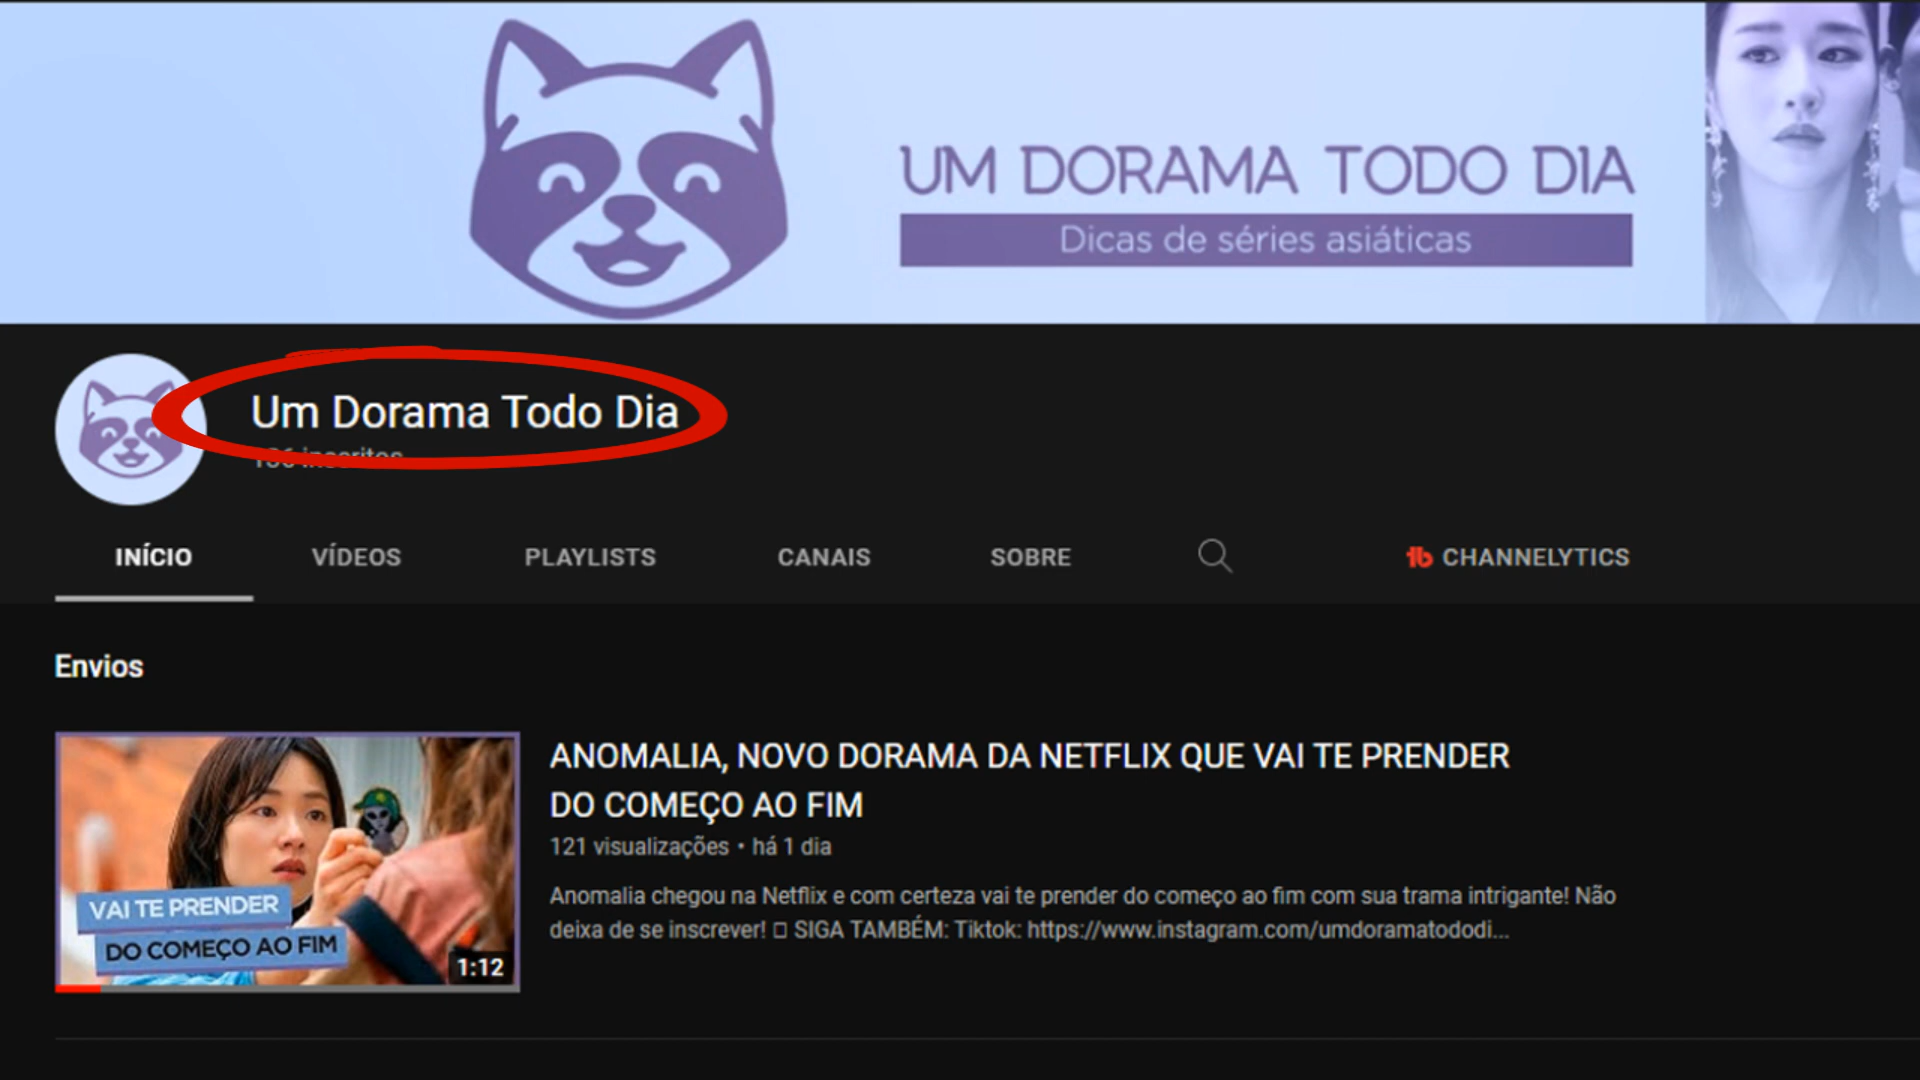 UM DORAMA TODO DIA
Dicas de séries asiáticas
Um Dorama Todo Dia
136 inscritos
INÍCIO VÍDEOS PLAYLISTS CANAIS SOBRE CHANNELYTICS
Envios
VAI TE PRENDER
DO COMEÇO AO FIM
1:12
ANOMALIA, NOVO DORAMA DA NETFLIX QUE VAI TE PRENDER
DO COMEÇO AO FIM
121 visualizações • há 1 dia
Anomalia chegou na Netflix e com certeza vai te prender do começo ao fim com sua trama intrigante! Não
deixa de se inscrever! SIGA TAMBÉM: Tiktok: https://www.instagram.com/umdoramatododi...